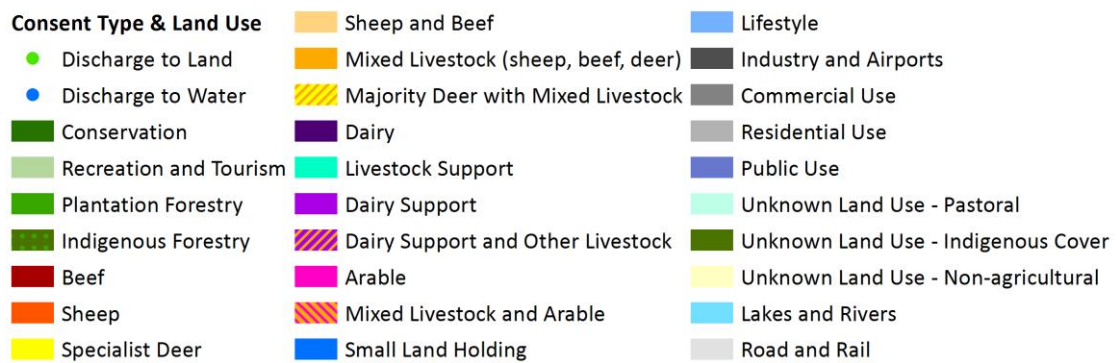 Consent Type & Land Use
Discharge to Land
Discharge to Water
Conservation
Recreation and Tourism
Plantation Forestry
Indigenous Forestry
Beef
Sheep
Specialist Deer
Sheep and Beef
Mixed Livestock (sheep, beef, deer)
Majority Deer with Mixed Livestock
Dairy
Livestock Support
Dairy Support
Dairy Support and Other Livestock
Arable
Mixed Livestock and Arable
Small Land Holding
Lifestyle
Industry and Airports
Commercial Use
Residential Use
Public Use
Unknown Land Use - Pastoral
Unknown Land Use - Indigenous Cover
Unknown Land Use - Non-agricultural
Lakes and Rivers
Road and Rail